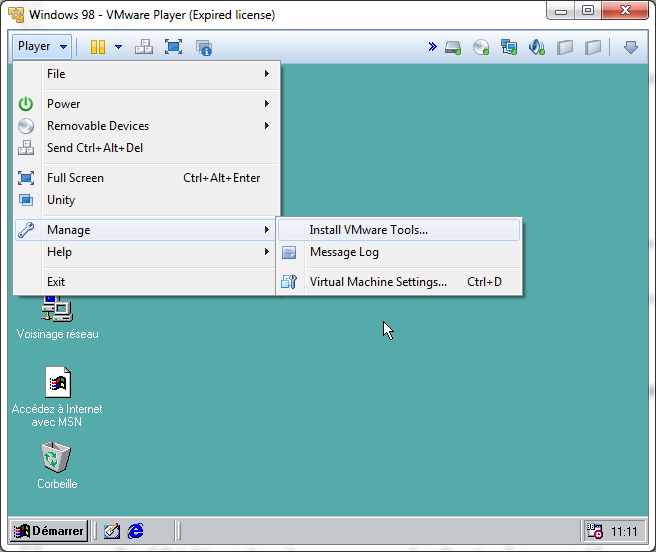 Windows 98 - VMware Player (Expired license)
Player
File
Power
Removable Devices
Send Ctrl+Alt+Del
Full Screen Ctrl+Alt+Enter
Unity
Manage
Install VMware Tools...
Help
Message Log
Exit
Virtual Machine Settings... Ctrl+D
Voisinage réseau
Accédez à Internet
avec MSN
Corbeille
Démarrer
11:11